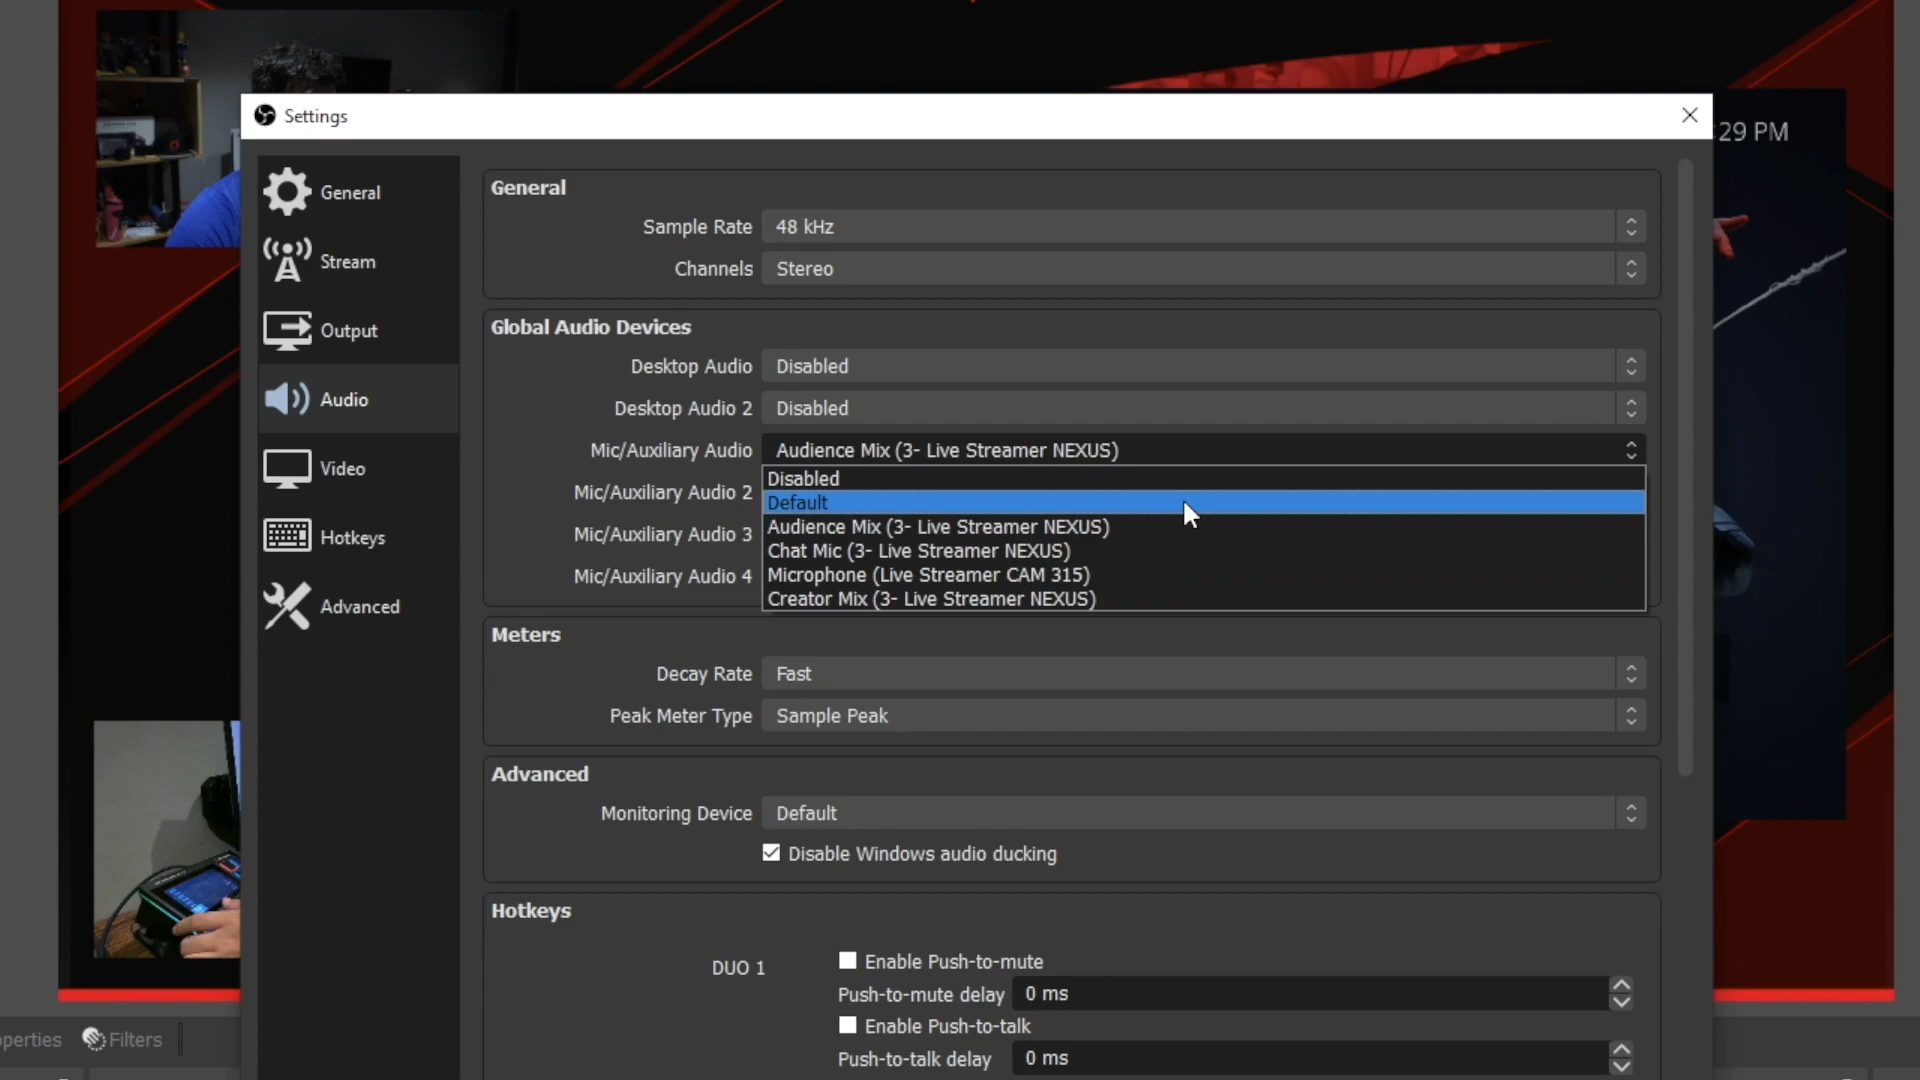 Settings
:29 PM
General
Stream
Output
Audio
Video
Hotkeys
Advanced
General
Sample Rate 48 kHz
Channels Stereo
Global Audio Devices
Desktop Audio Disabled
Desktop Audio 2 Disabled
Mic/Auxiliary Audio Audience Mix (3- Live Streamer NEXUS)
Mic/Auxiliary Audio 2
Mic/Auxiliary Audio 3
Mic/Auxiliary Audio 4
Disabled
Default
Audience Mix (3- Live Streamer NEXUS)
Chat Mic (3- Live Streamer NEXUS)
Microphone (Live Streamer CAM 315)
Creator Mix (3- Live Streamer NEXUS)
Meters
Decay Rate Fast
Peak Meter Type Sample Peak
Advanced
Monitoring Device Default
Disable Windows audio ducking
Hotkeys
DUO 1
Enable Push-to-mute
Push-to-mute delay 0 ms
Enable Push-to-talk
Push-to-talk delay 0 ms
perties Filters